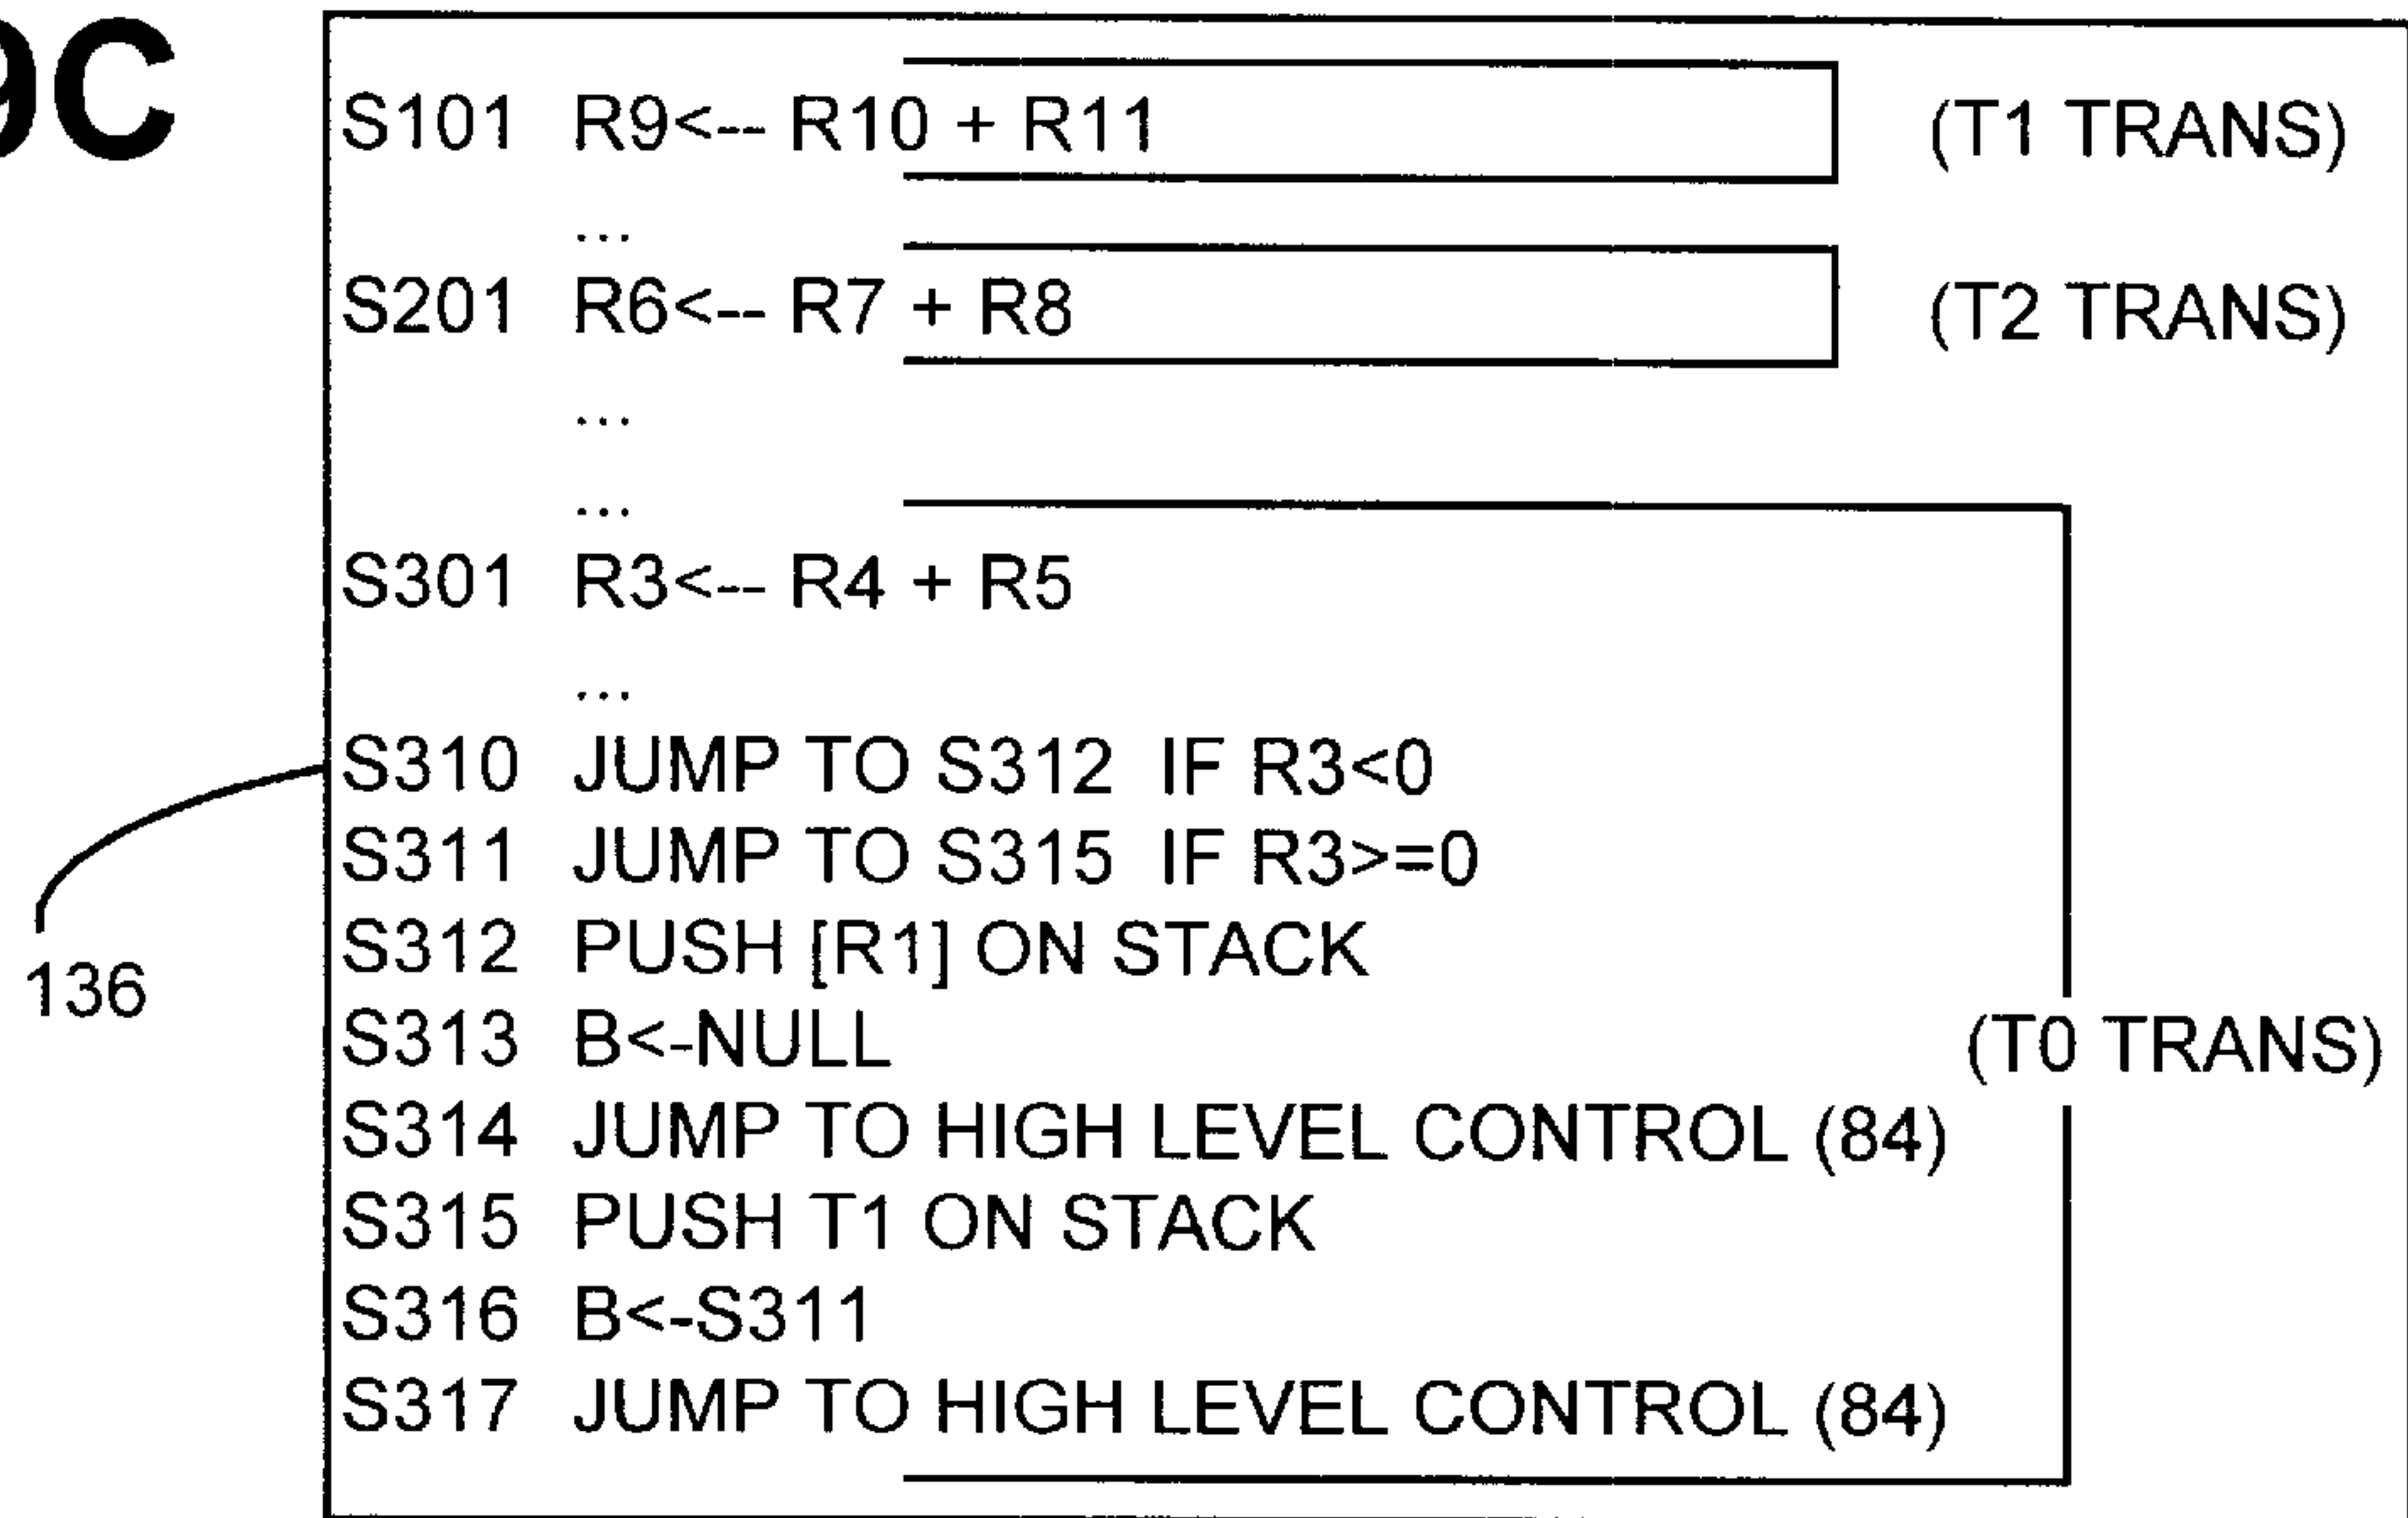 9C
S101 R9<-- R10 + R11 (T1 TRANS)
...
S201 R6<-- R7 + R8 (T2 TRANS)
...
...
S301 R3<-- R4 + R5
...
S310 JUMP TO S312 IF R3<0
S311 JUMP TO S315 IF R3>=0
S312 PUSH [R1] ON STACK
136
S313 B<-NULL (T0 TRANS)
S314 JUMP TO HIGH LEVEL CONTROL (84)
S315 PUSH T1 ON STACK
S316 B<-S311
S317 JUMP TO HIGH LEVEL CONTROL (84)